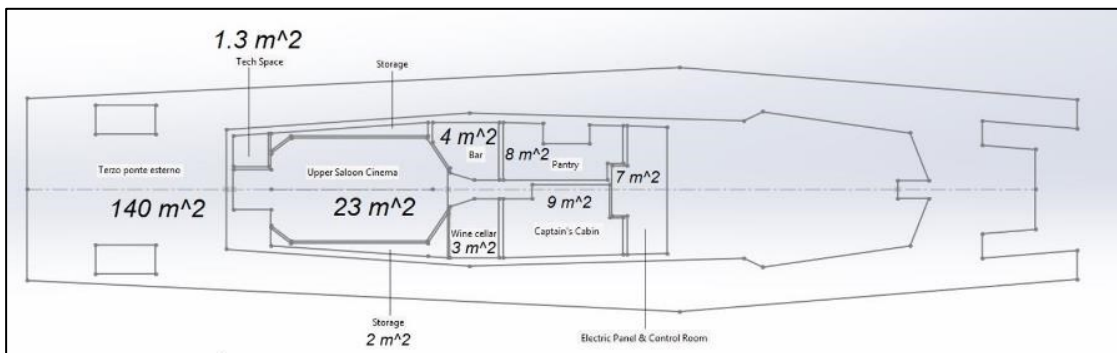 1.3 m^2
Tech Space
Storage
4 m^2
Bar
8 m^2
Pantry
Terzo ponte esterno
Upper Saloon Cinema
7 m^2
140 m^2
23 m^2
9 m^2
Wine cellar
3 m^2
Captain's Cabin
Storage
2 m^2
Electric Panel & Control Room